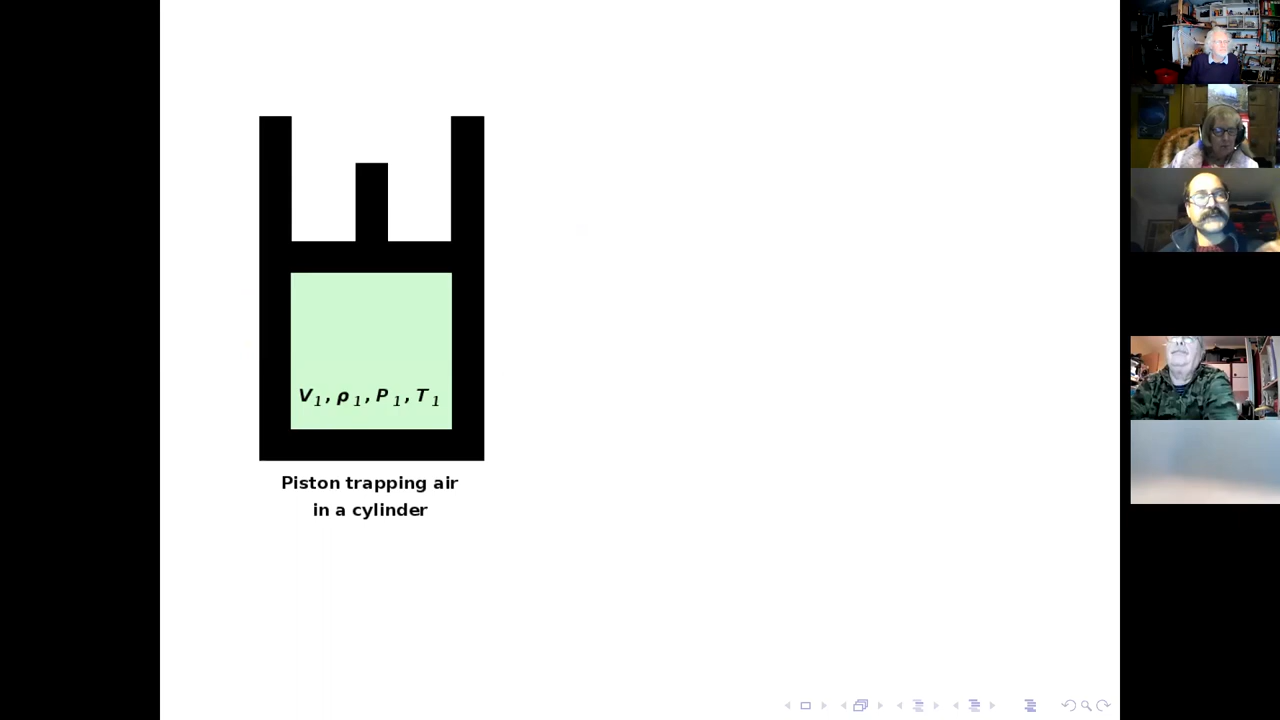 V1, ρ1, P1, T1
Piston trapping air
in a cylinder